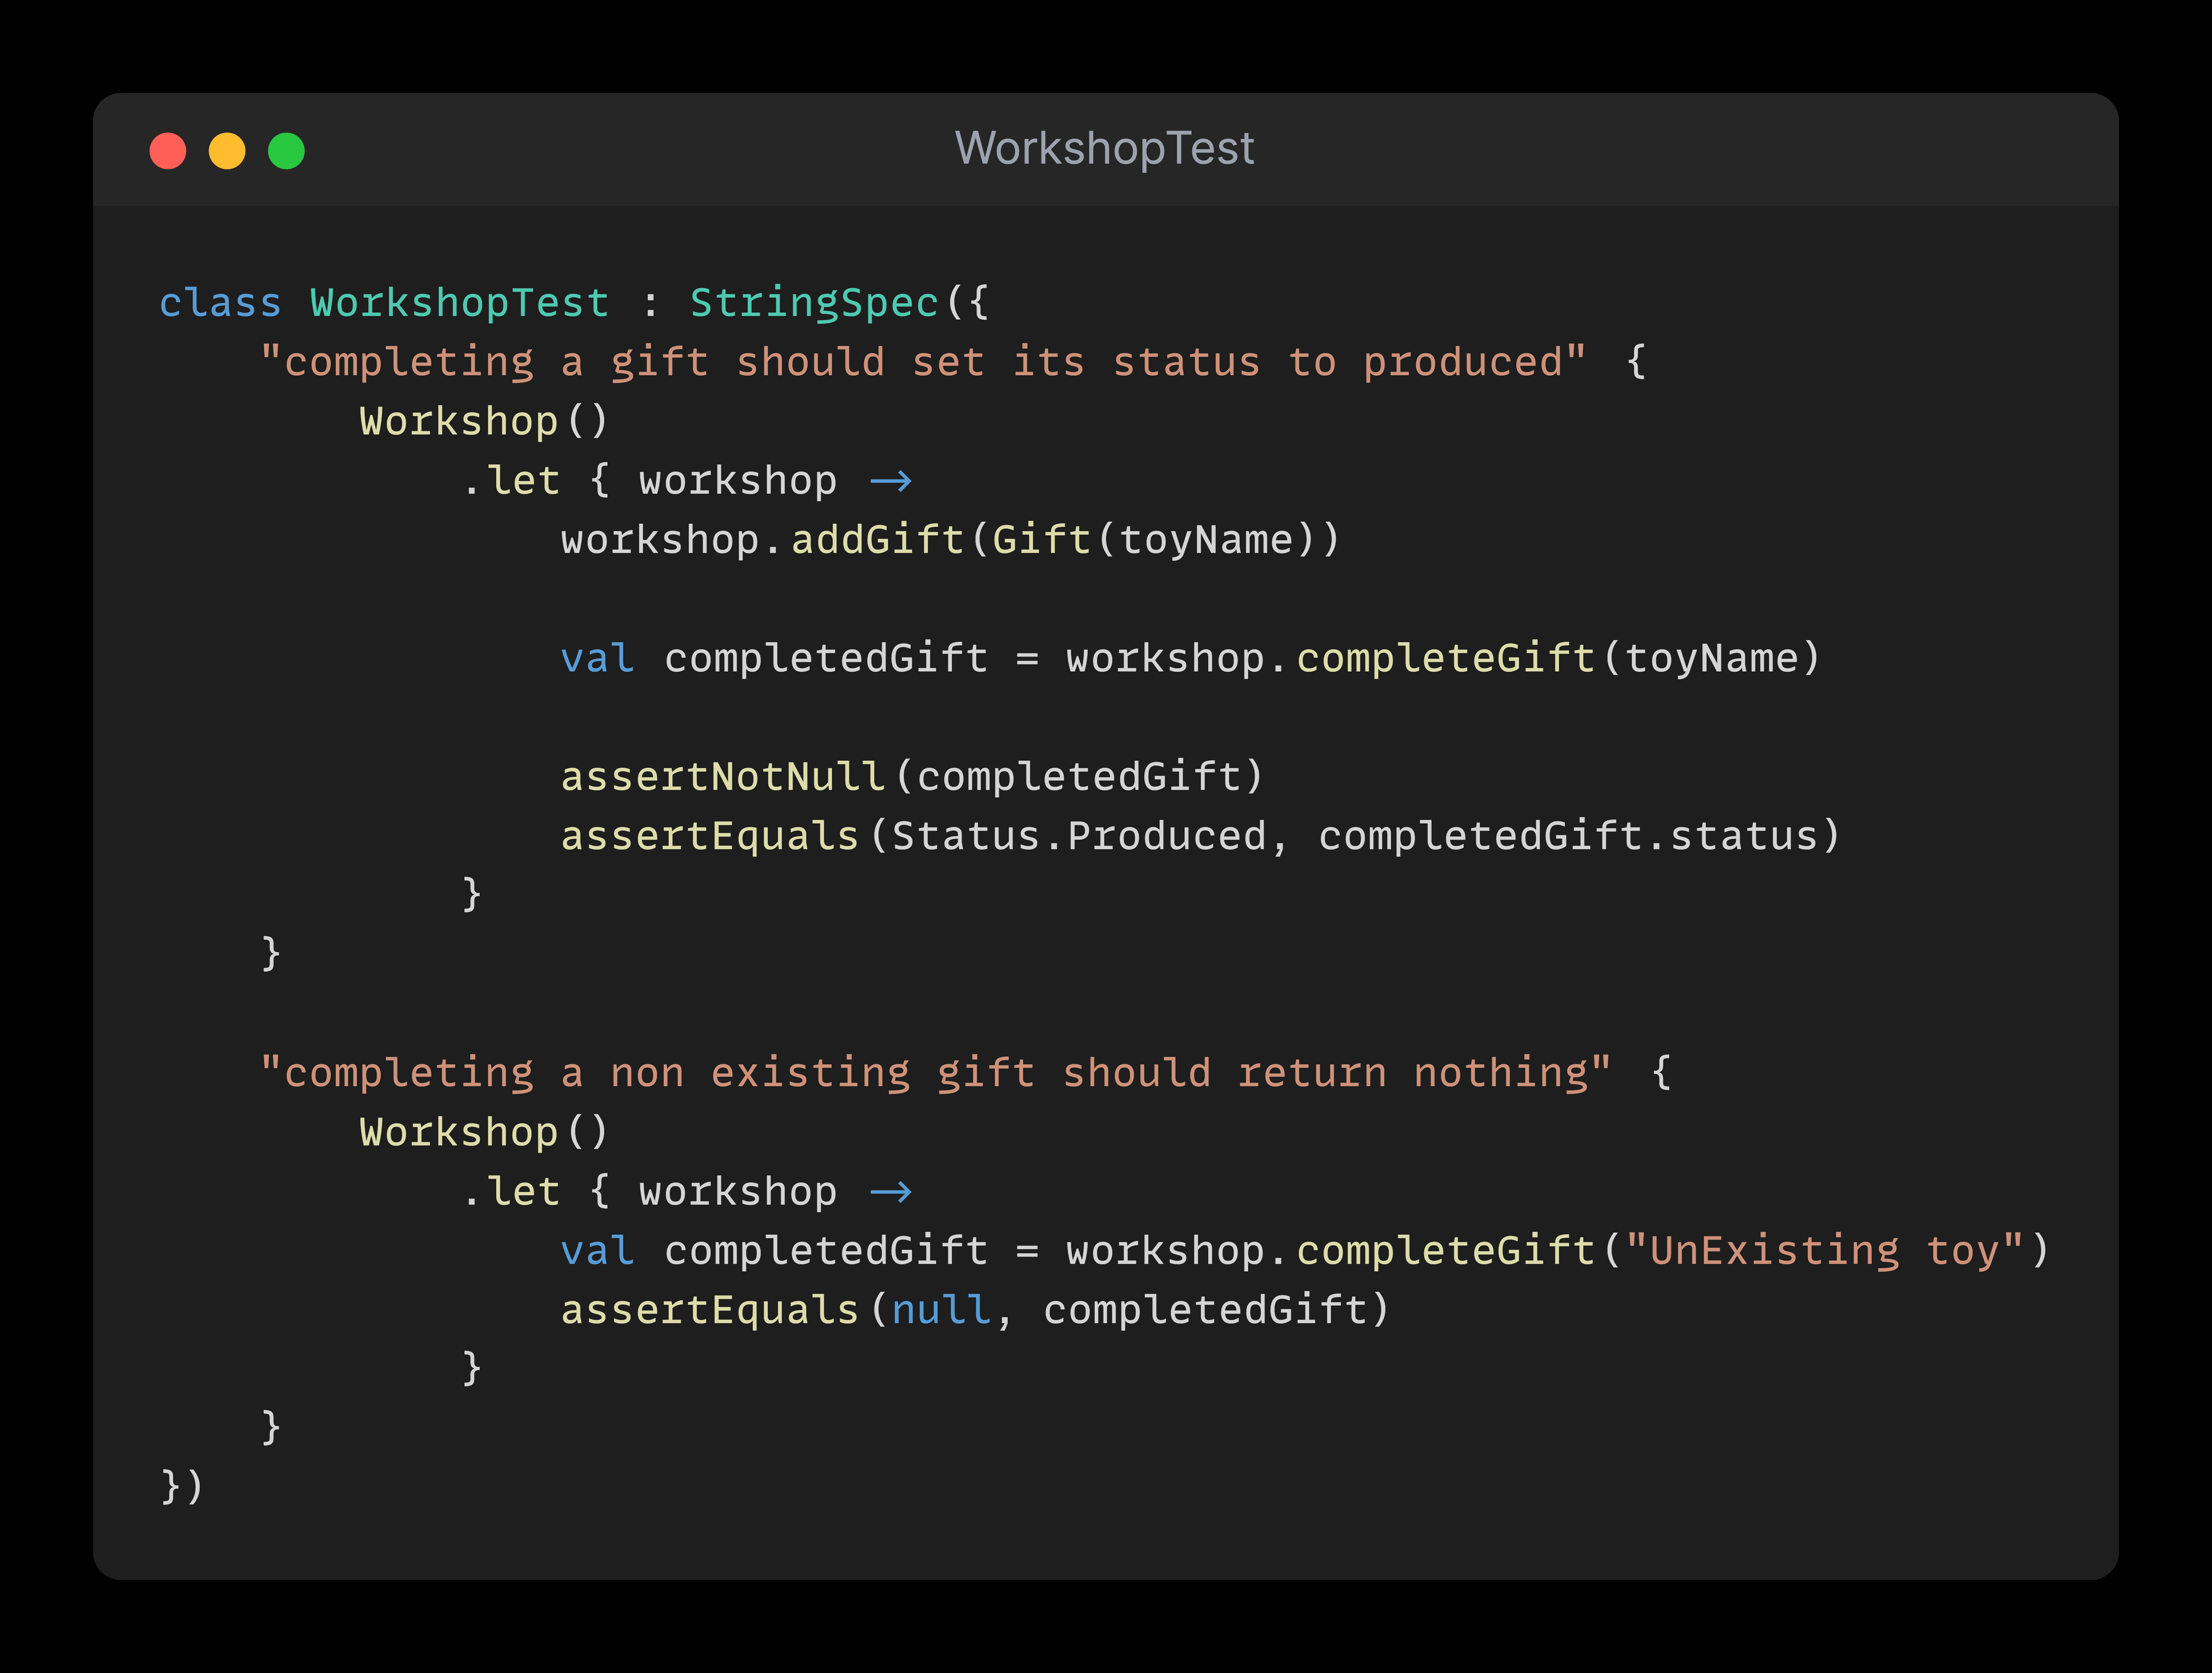 WorkshopTest
class WorkshopTest : StringSpec({
    "completing a gift should set its status to produced" {
        Workshop()
            .let { workshop ->
                workshop.addGift(Gift(toyName))

                val completedGift = workshop.completeGift(toyName)

                assertNotNull(completedGift)
                assertEquals(Status.Produced, completedGift.status)
            }
    }

    "completing a non existing gift should return nothing" {
        Workshop()
            .let { workshop ->
                val completedGift = workshop.completeGift("UnExisting toy")
                assertEquals(null, completedGift)
            }
    }
})